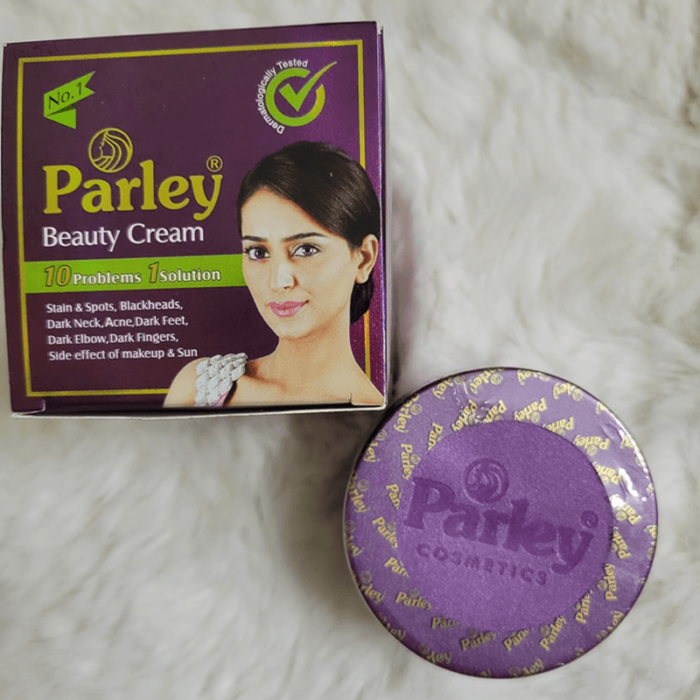 No.1
Dermatologically Tested
Parley®
Beauty Cream
10 Problems 1 Solution
Stain & Spots, Blackheads,
Dark Neck, Acne, Dark Feet,
Dark Elbow, Dark Fingers,
Side effect of makeup & Sun
Parley®
COSMETICS